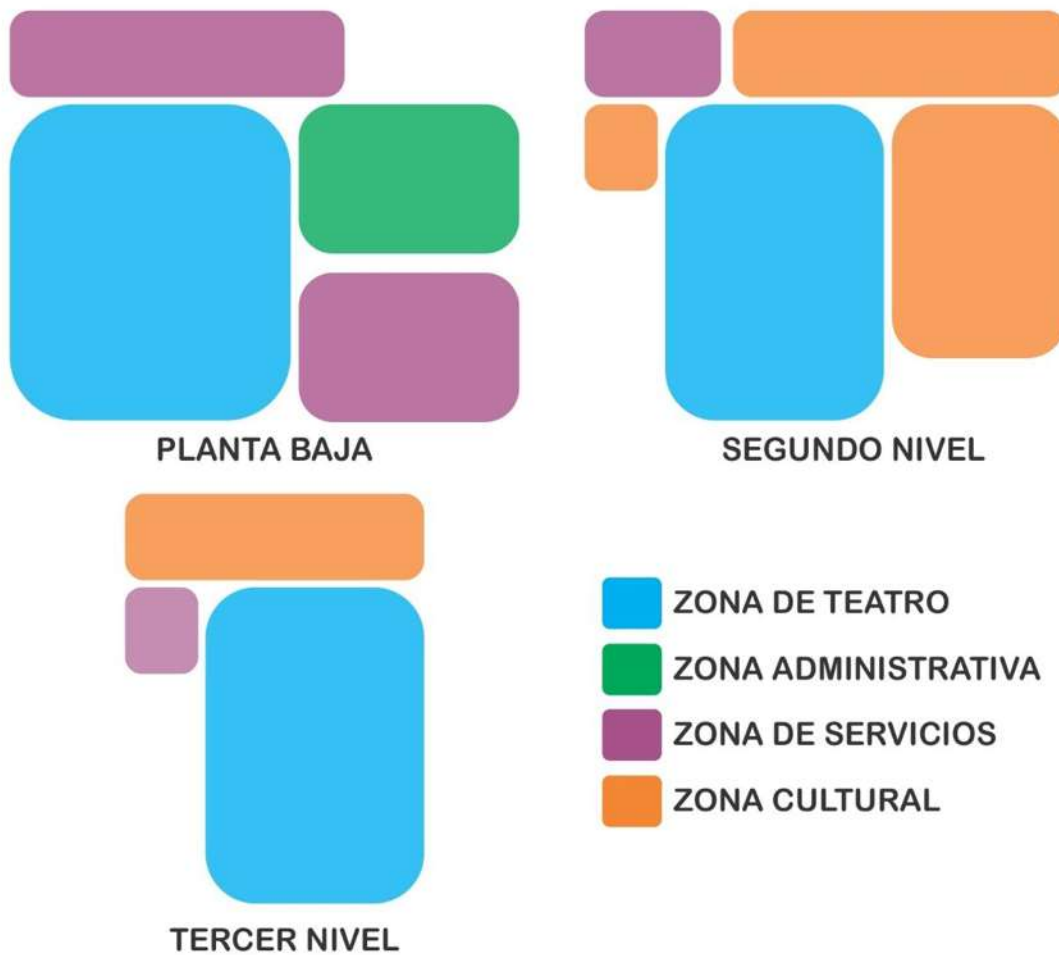 PLANTA BAJA
SEGUNDO NIVEL
TERCER NIVEL
ZONA DE TEATRO
ZONA ADMINISTRATIVA
ZONA DE SERVICIOS
ZONA CULTURAL